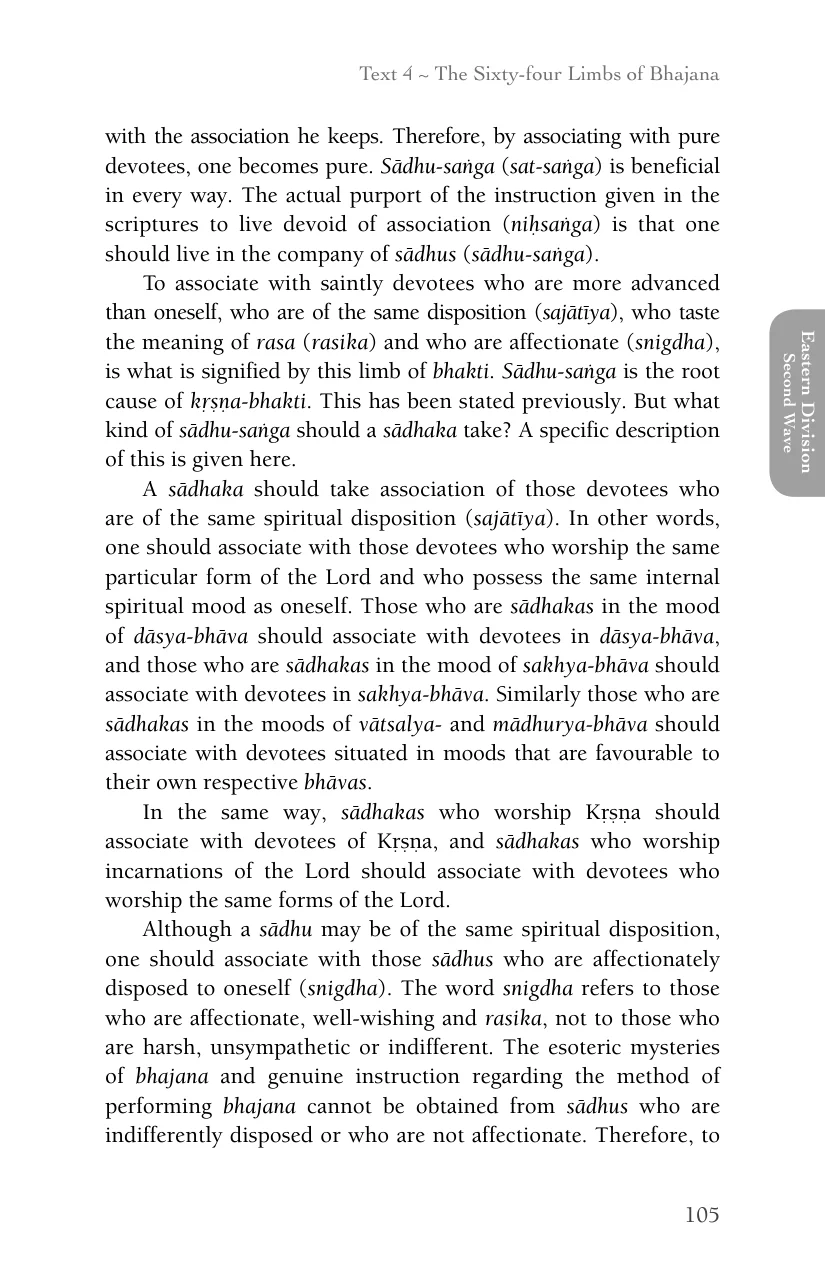 Text 4 ~ The Sixty-four Limbs of Bhajana
with the association he keeps. Therefore, by associating with pure
devotees, one becomes pure. Sādhu-saṅga (sat-saṅga) is beneficial
in every way. The actual purport of the instruction given in the
scriptures to live devoid of association (niḥsaṅga) is that one
should live in the company of sādhus (sādhu-saṅga).
To associate with saintly devotees who are more advanced
than oneself, who are of the same disposition (sajātīya), who taste
the meaning of rasa (rasika) and who are affectionate (snigdha),
is what is signified by this limb of bhakti. Sādhu-saṅga is the root
cause of kṛṣṇa-bhakti. This has been stated previously. But what
kind of sādhu-saṅga should a sādhaka take? A specific description
of this is given here.
A sādhaka should take association of those devotees who
are of the same spiritual disposition (sajātīya). In other words,
one should associate with those devotees who worship the same
particular form of the Lord and who possess the same internal
spiritual mood as oneself. Those who are sādhakas in the mood
of dāsya-bhāva should associate with devotees in dāsya-bhāva,
and those who are sādhakas in the mood of sakhya-bhāva should
associate with devotees in sakhya-bhāva. Similarly those who are
sādhakas in the moods of vātsalya- and mādhurya-bhāva should
associate with devotees situated in moods that are favourable to
their own respective bhāvas.
In the same way, sādhakas who worship Kṛṣṇa should
associate with devotees of Kṛṣṇa, and sādhakas who worship
incarnations of the Lord should associate with devotees who
worship the same forms of the Lord.
Although a sādhu may be of the same spiritual disposition,
one should associate with those sādhus who are affectionately
disposed to oneself (snigdha). The word snigdha refers to those
who are affectionate, well-wishing and rasika, not to those who
are harsh, unsympathetic or indifferent. The esoteric mysteries
of bhajana and genuine instruction regarding the method of
performing bhajana cannot be obtained from sādhus who are
indifferently disposed or who are not affectionate. Therefore, to
Eastern Division
Second Wave
105